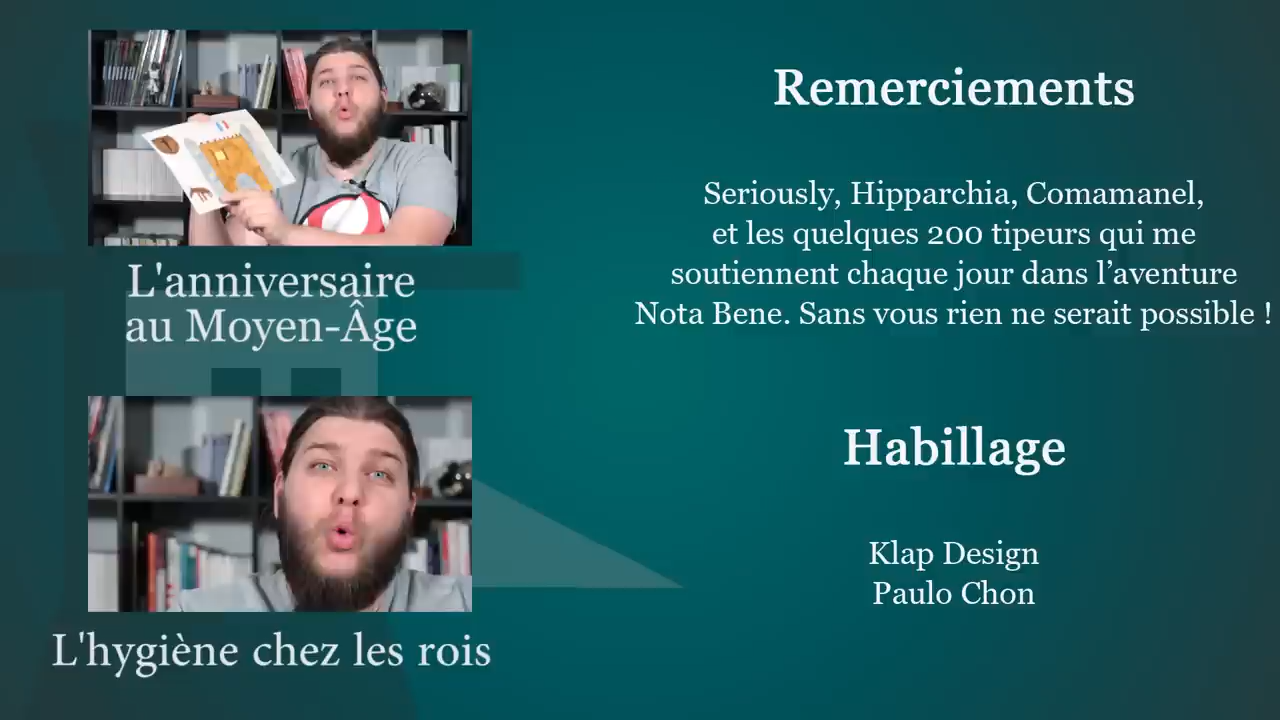 L'anniversaire
au Moyen-Âge
L'hygiène chez les rois
Remerciements
Seriously, Hipparchia, Comamanel,
et les quelques 200 tipeurs qui me
soutiennent chaque jour dans l’aventure
Nota Bene. Sans vous rien ne serait possible !
Habillage
Klap Design
Paulo Chon